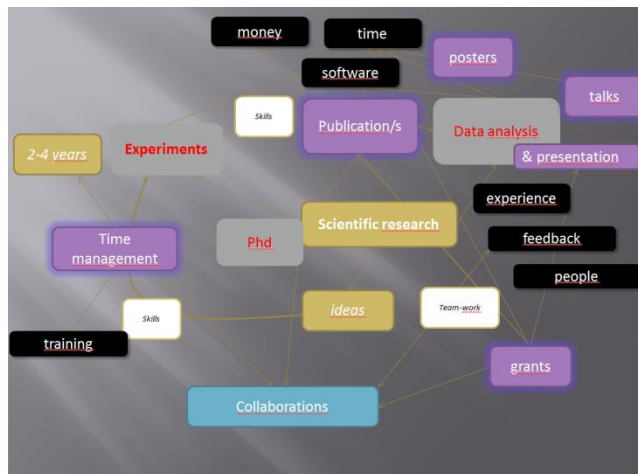 money
time
posters
software
talks
Skills
Publication/s
Data analysis
2-4 years
Experiments
& presentation
experience
Scientific research
Phd
Time
management
feedback
people
Skills
ideas
Team-work
training
grants
Collaborations